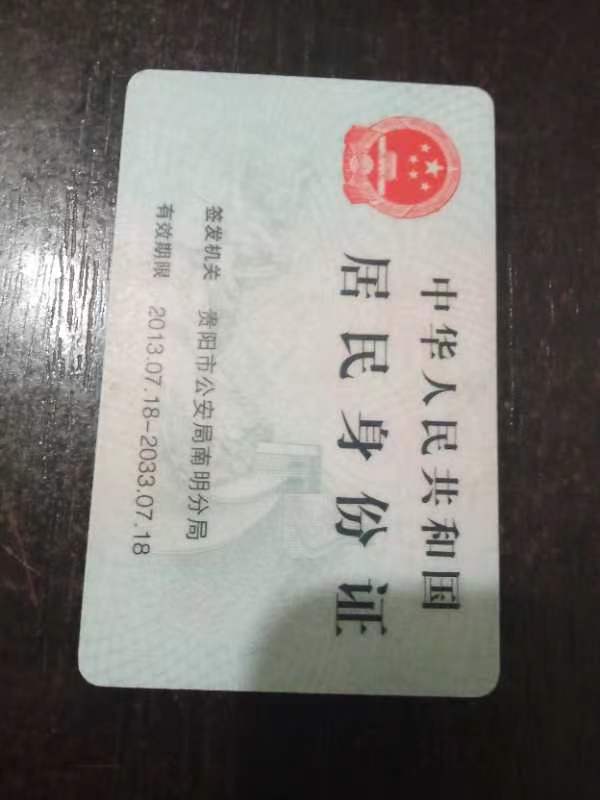 中华人民共和国
居民身份证
签发机关 贵阳市公安局南明分局
有效期限 2013.07.18-2033.07.18